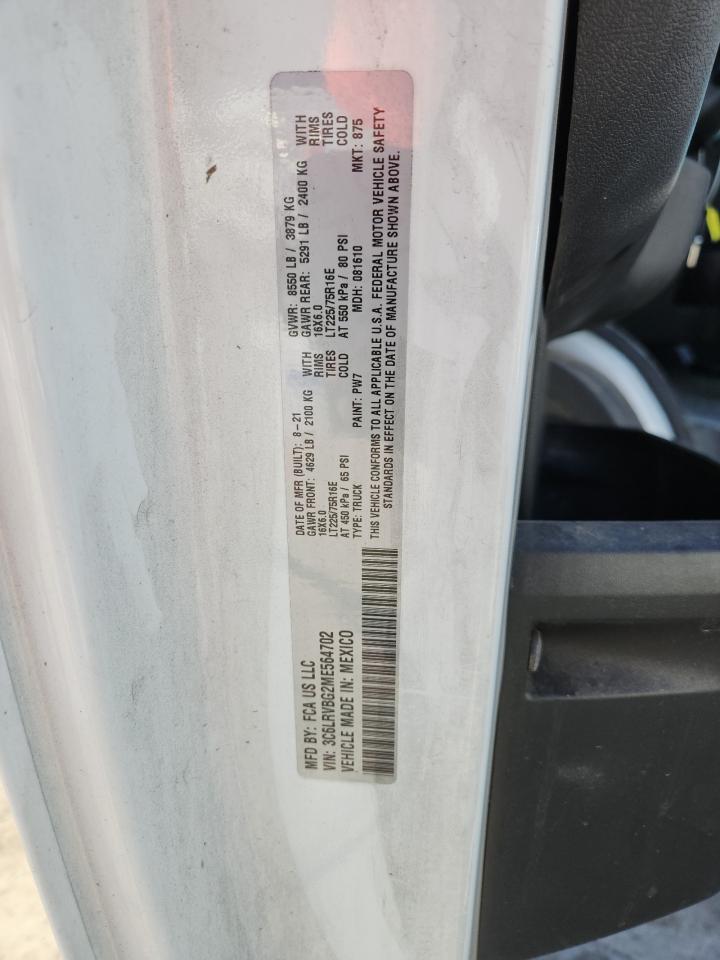 MFD BY: FCA US LLC
VIN: 3C6LRVBG2ME564702
VEHICLE MADE IN: MEXICO
DATE OF MFR (BUILT): 8-21 GVWR: 8550 LB / 3879 KG
GAWR FRONT: 4629 LB / 2100 KG WITH GAWR REAR: 5291 LB / 2400 KG WITH
16X6.0 RIMS 16X6.0 RIMS
LT225/75R16E TIRES LT225/75R16E TIRES
AT 450 kPa / 65 PSI COLD AT 550 kPa / 80 PSI COLD
TYPE: TRUCK PAINT: PW7 MDH: 081610 MKT: 875
THIS VEHICLE CONFORMS TO ALL APPLICABLE U.S.A. FEDERAL MOTOR VEHICLE SAFETY
STANDARDS IN EFFECT ON THE DATE OF MANUFACTURE SHOWN ABOVE.